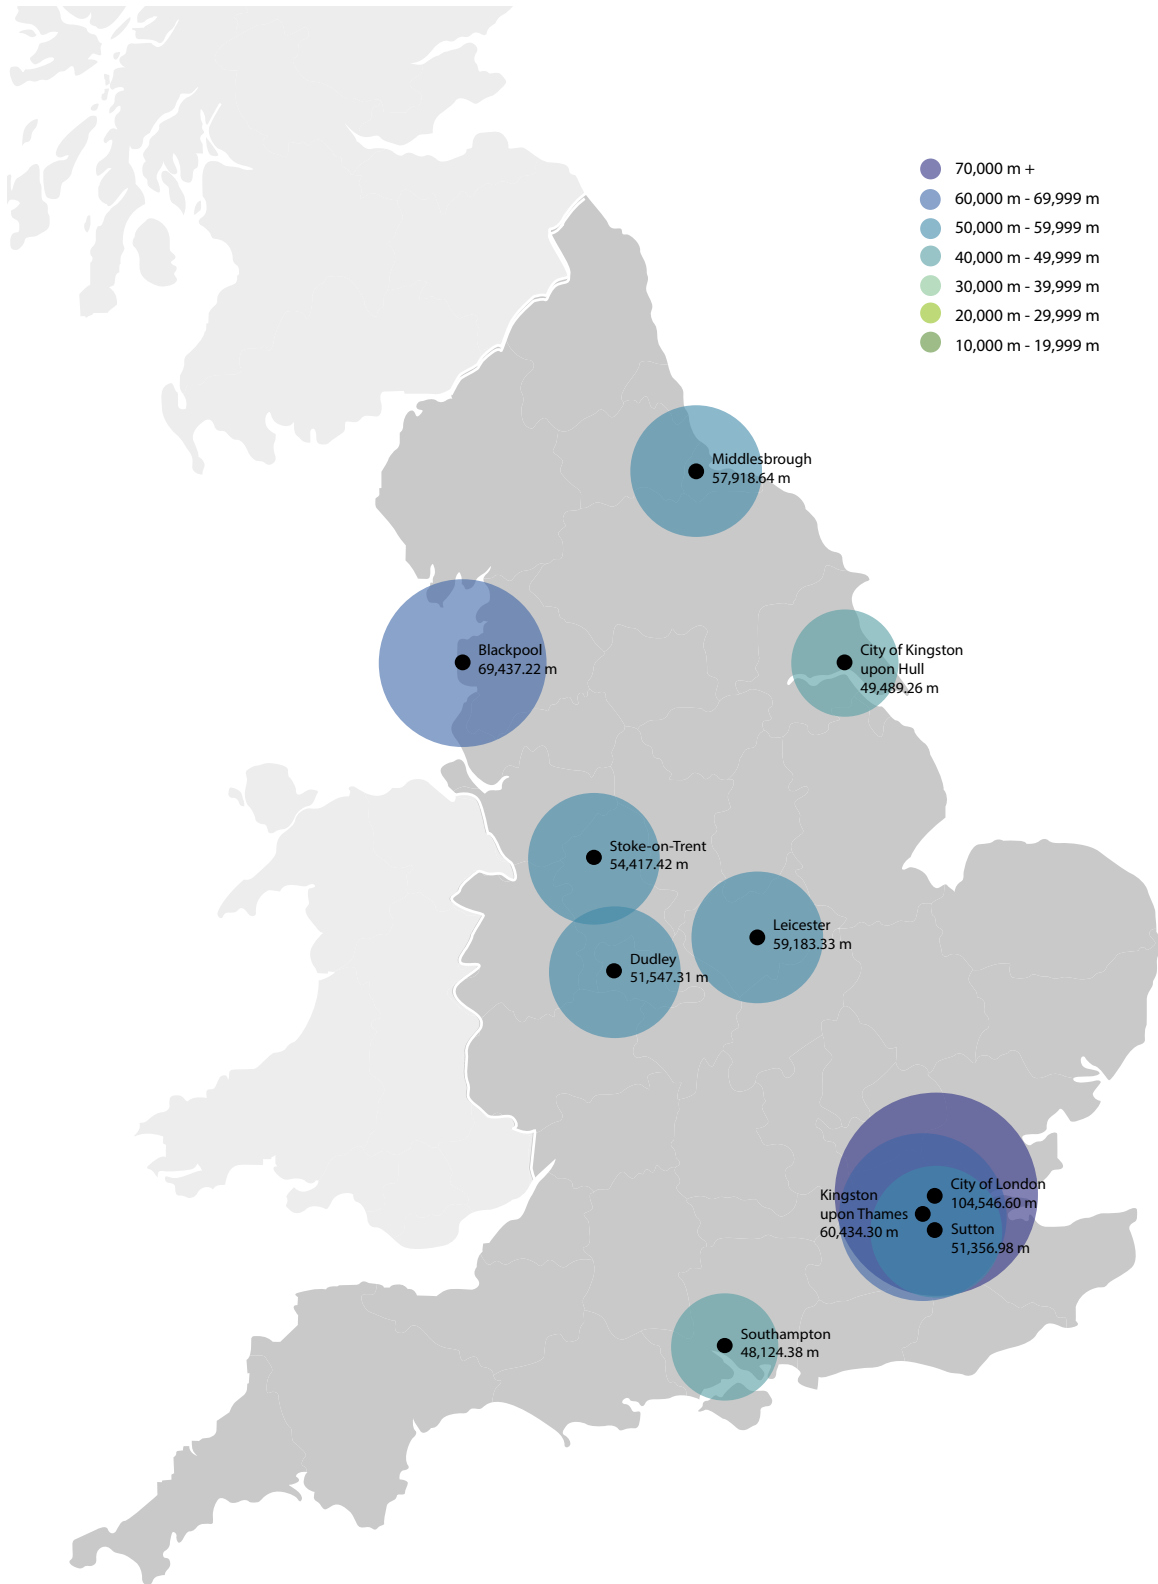 70,000 m +
60,000 m - 69,999 m
50,000 m - 59,999 m
40,000 m - 49,999 m
30,000 m - 39,999 m
20,000 m - 29,999 m
10,000 m - 19,999 m
Middlesbrough
57,918.64 m
Blackpool
69,437.22 m
City of Kingston
upon Hull
49,489.26 m
Stoke-on-Trent
54,417.42 m
Leicester
59,183.33 m
Dudley
51,547.31 m
City of London
104,546.60 m
Kingston
upon Thames
60,434.30 m
Sutton
51,356.98 m
Southampton
48,124.38 m